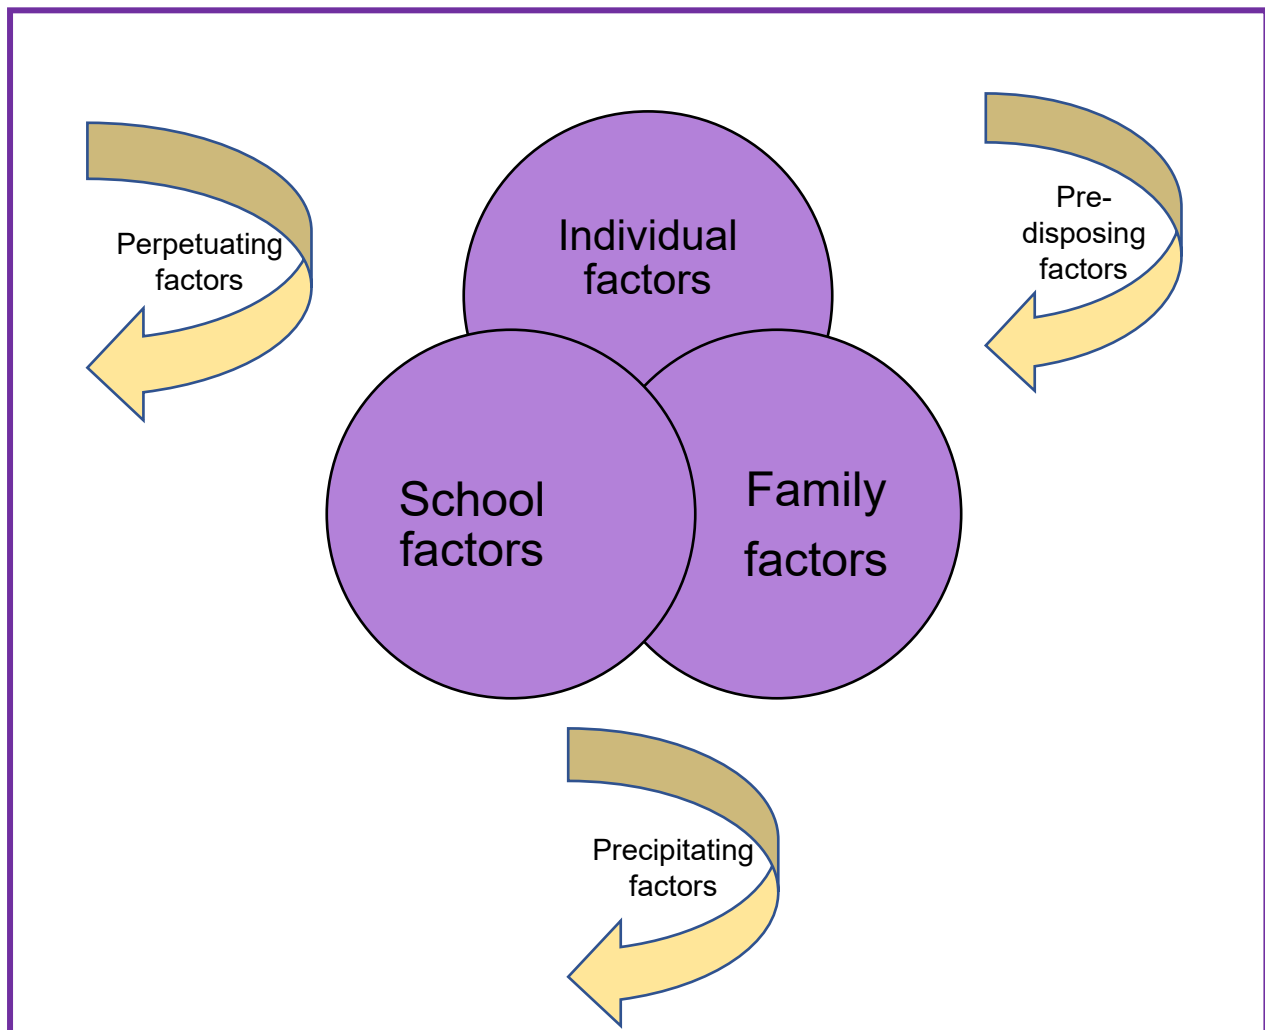 Individual
factors
Perpetuating
factors
Pre-
disposing
factors
School
factors
Family
factors
Precipitating
factors